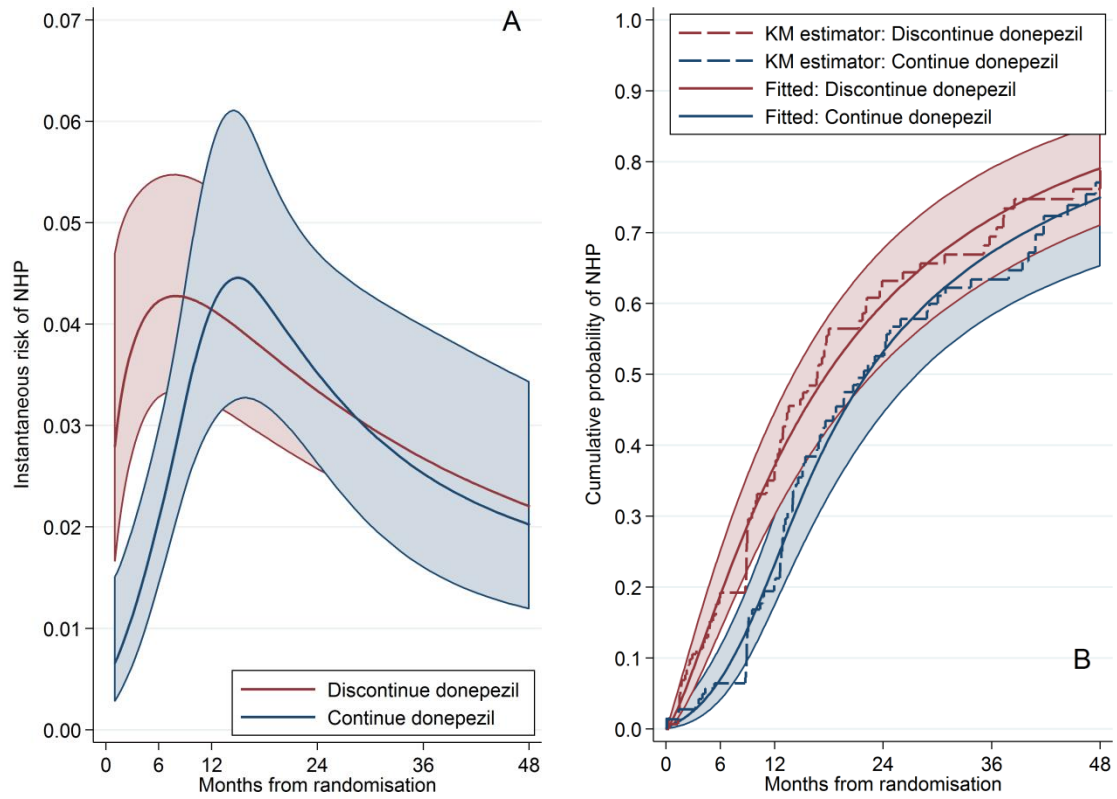 A
Instantaneous risk of NHP
0.07
0.06
0.05
0.04
0.03
0.02
0.01
0.00
Discontinue donepezil
Continue donepezil
0 6 12 24 36 48
Months from randomisation
KM estimator: Discontinue donepezil
KM estimator: Continue donepezil
Fitted: Discontinue donepezil
Fitted: Continue donepezil
Cumulative probability of NHP
1.0
0.9
0.8
0.7
0.6
0.5
0.4
0.3
0.2
0.1
0.0
B
0 6 12 24 36 48
Months from randomisation